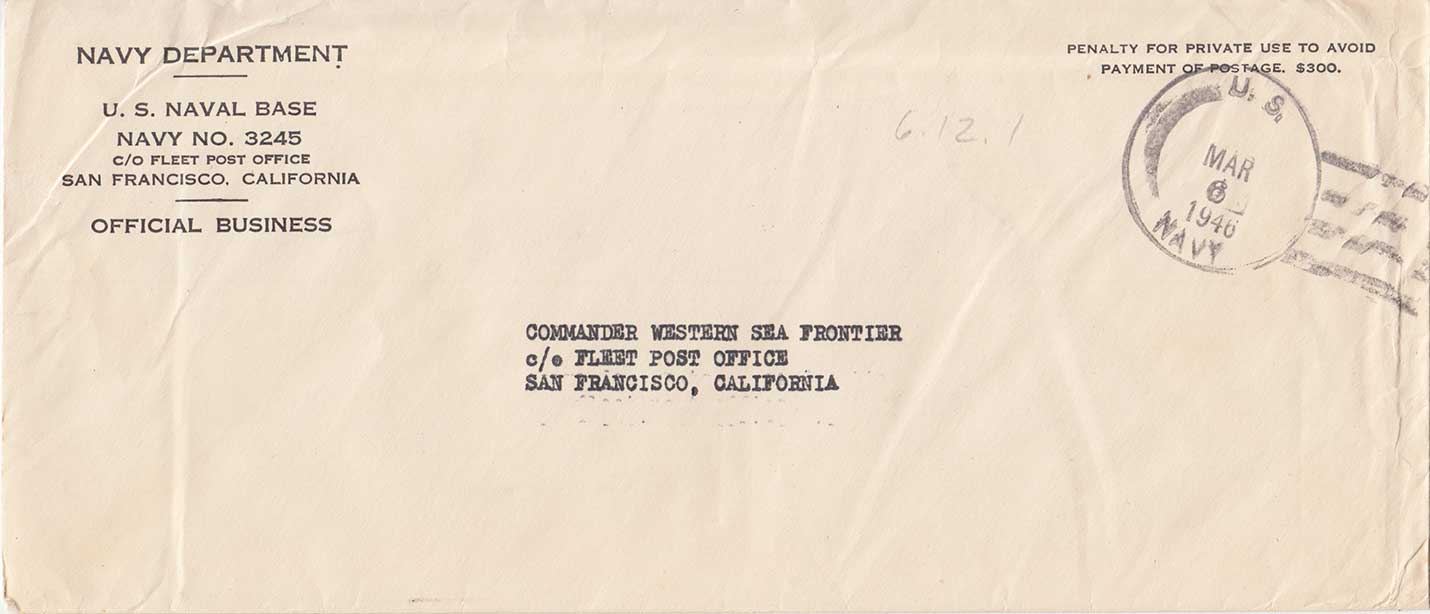 NAVY DEPARTMENT
U. S. NAVAL BASE
NAVY NO. 3245
C/O FLEET POST OFFICE
SAN FRANCISCO, CALIFORNIA
OFFICIAL BUSINESS
PENALTY FOR PRIVATE USE TO AVOID
PAYMENT OF POSTAGE, $300.
6.12.1
U. S.
MAR
1946
NAVY
COMMANDER WESTERN SEA FRONTIER
c/o FLEET POST OFFICE
SAN FRANCISCO, CALIFORNIA